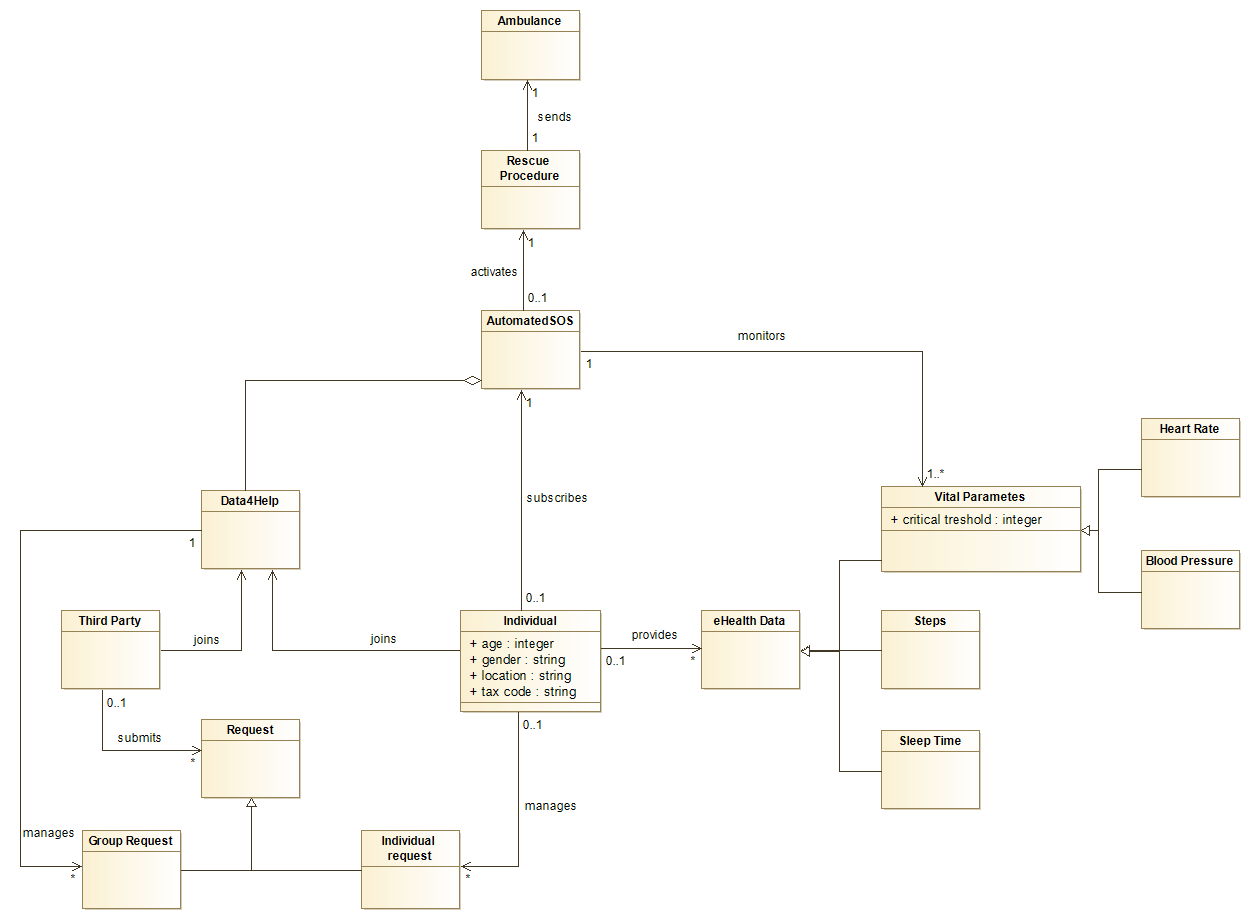 Ambulance
1
sends
1
Rescue
Procedure
1
activates
0..1
AutomatedSOS
monitors
1
1
Heart Rate
1..*
subscribes
Data4Help
Vital Parametes
+ critical treshold : integer
1
Blood Pressure
0..1
Third Party
Individual
eHealth Data
Steps
joins
joins
+ age : integer
+ gender : string
+ location : string
+ tax code : string
provides
0..1
*
0..1
submits
*
Request
0..1
Sleep Time
manages
manages
*
Group Request
Individual
request
*